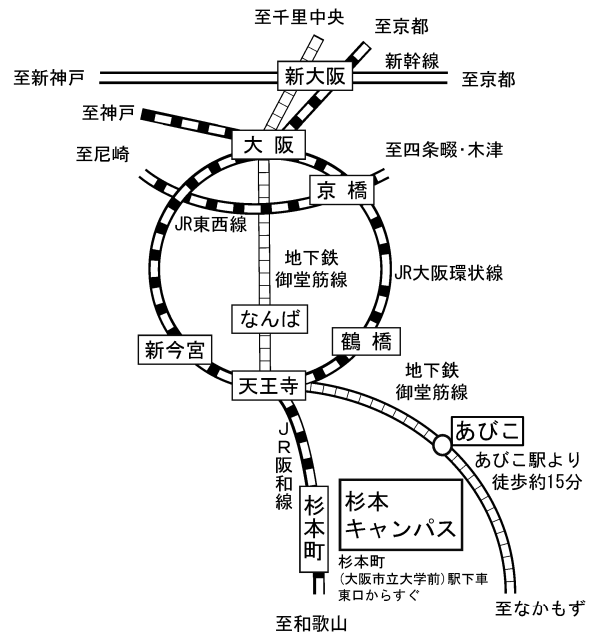 至千里中央
至京都
新幹線
至新神戸
新大阪
至京都
至神戸
大阪
至尼崎
至四条畷・木津
京橋
JR東西線
地下鉄
御堂筋線
JR大阪環状線
なんば
新今宮
鶴橋
天王寺
地下鉄
御堂筋線
JR阪和線
あびこ
あびこ駅より
徒歩約15分
杉本町
杉本
キャンパス
杉本町
(大阪市立大学前)駅下車
東口からすぐ
至なかもず
至和歌山